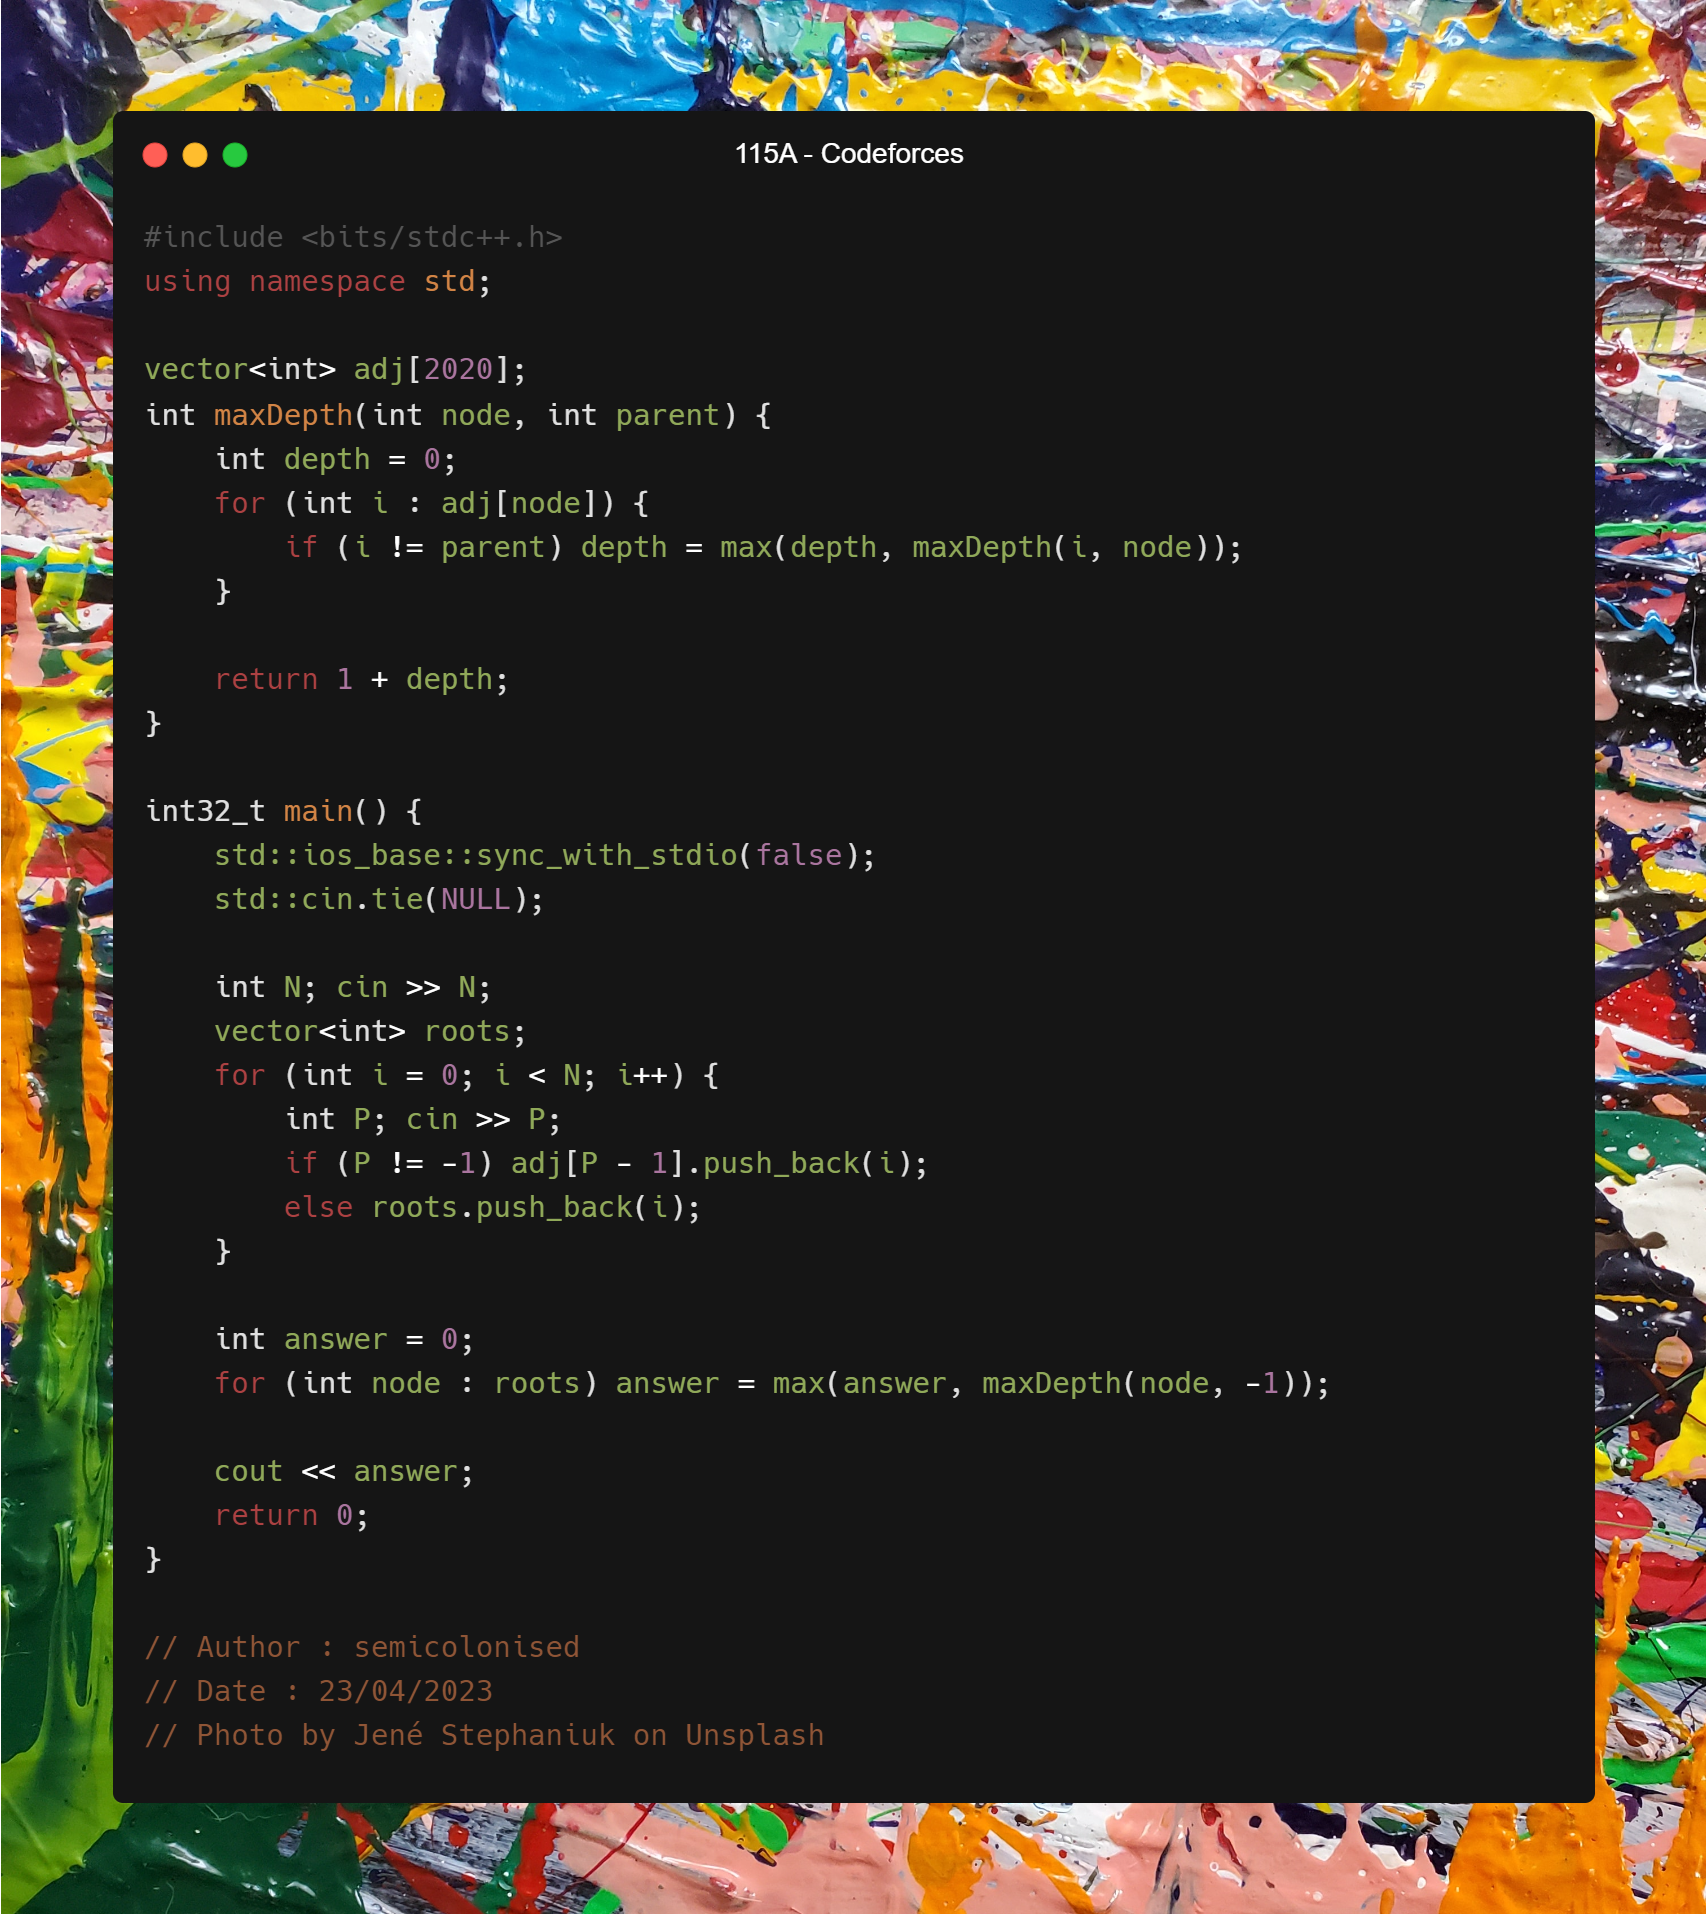 115A - Codeforces
#include <bits/stdc++.h>
using namespace std;
vector<int> adj[2020];
int maxDepth(int node, int parent) {
    int depth = 0;
    for (int i : adj[node]) {
        if (i != parent) depth = max(depth, maxDepth(i, node));
    }
    return 1 + depth;
}
int32_t main() {
    std::ios_base::sync_with_stdio(false);
    std::cin.tie(NULL);
    int N; cin >> N;
    vector<int> roots;
    for (int i = 0; i < N; i++) {
        int P; cin >> P;
        if (P != -1) adj[P - 1].push_back(i);
        else roots.push_back(i);
    }
    int answer = 0;
    for (int node : roots) answer = max(answer, maxDepth(node, -1));
    cout << answer;
    return 0;
}
// Author : semicolonised
// Date : 23/04/2023
// Photo by Jené Stephaniuk on Unsplash